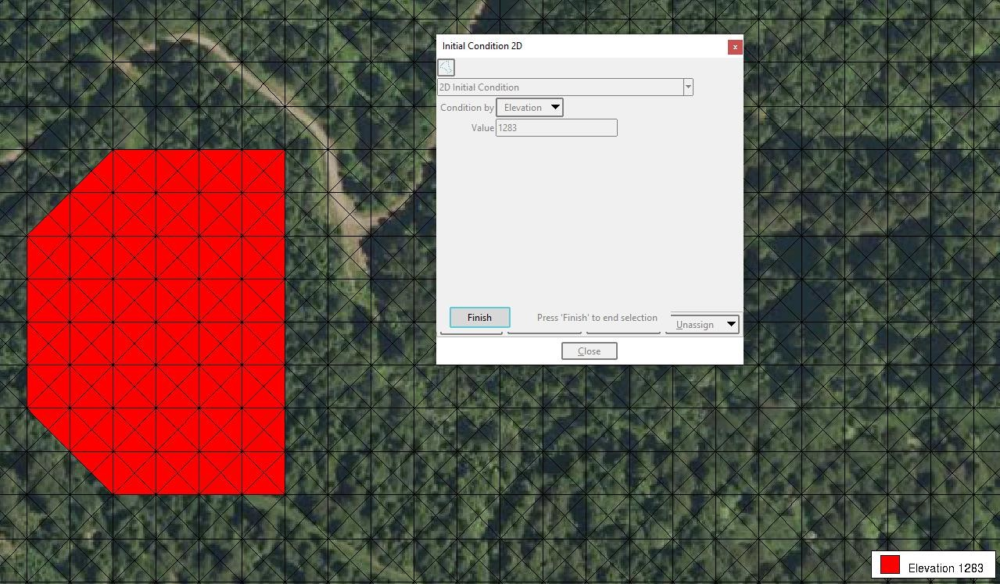 Initial Condition 2D
x
2D Initial Condition
Condition by Elevation
Value 1283
Finish Press 'Finish' to end selection
Unassign
Close
Elevation 1283